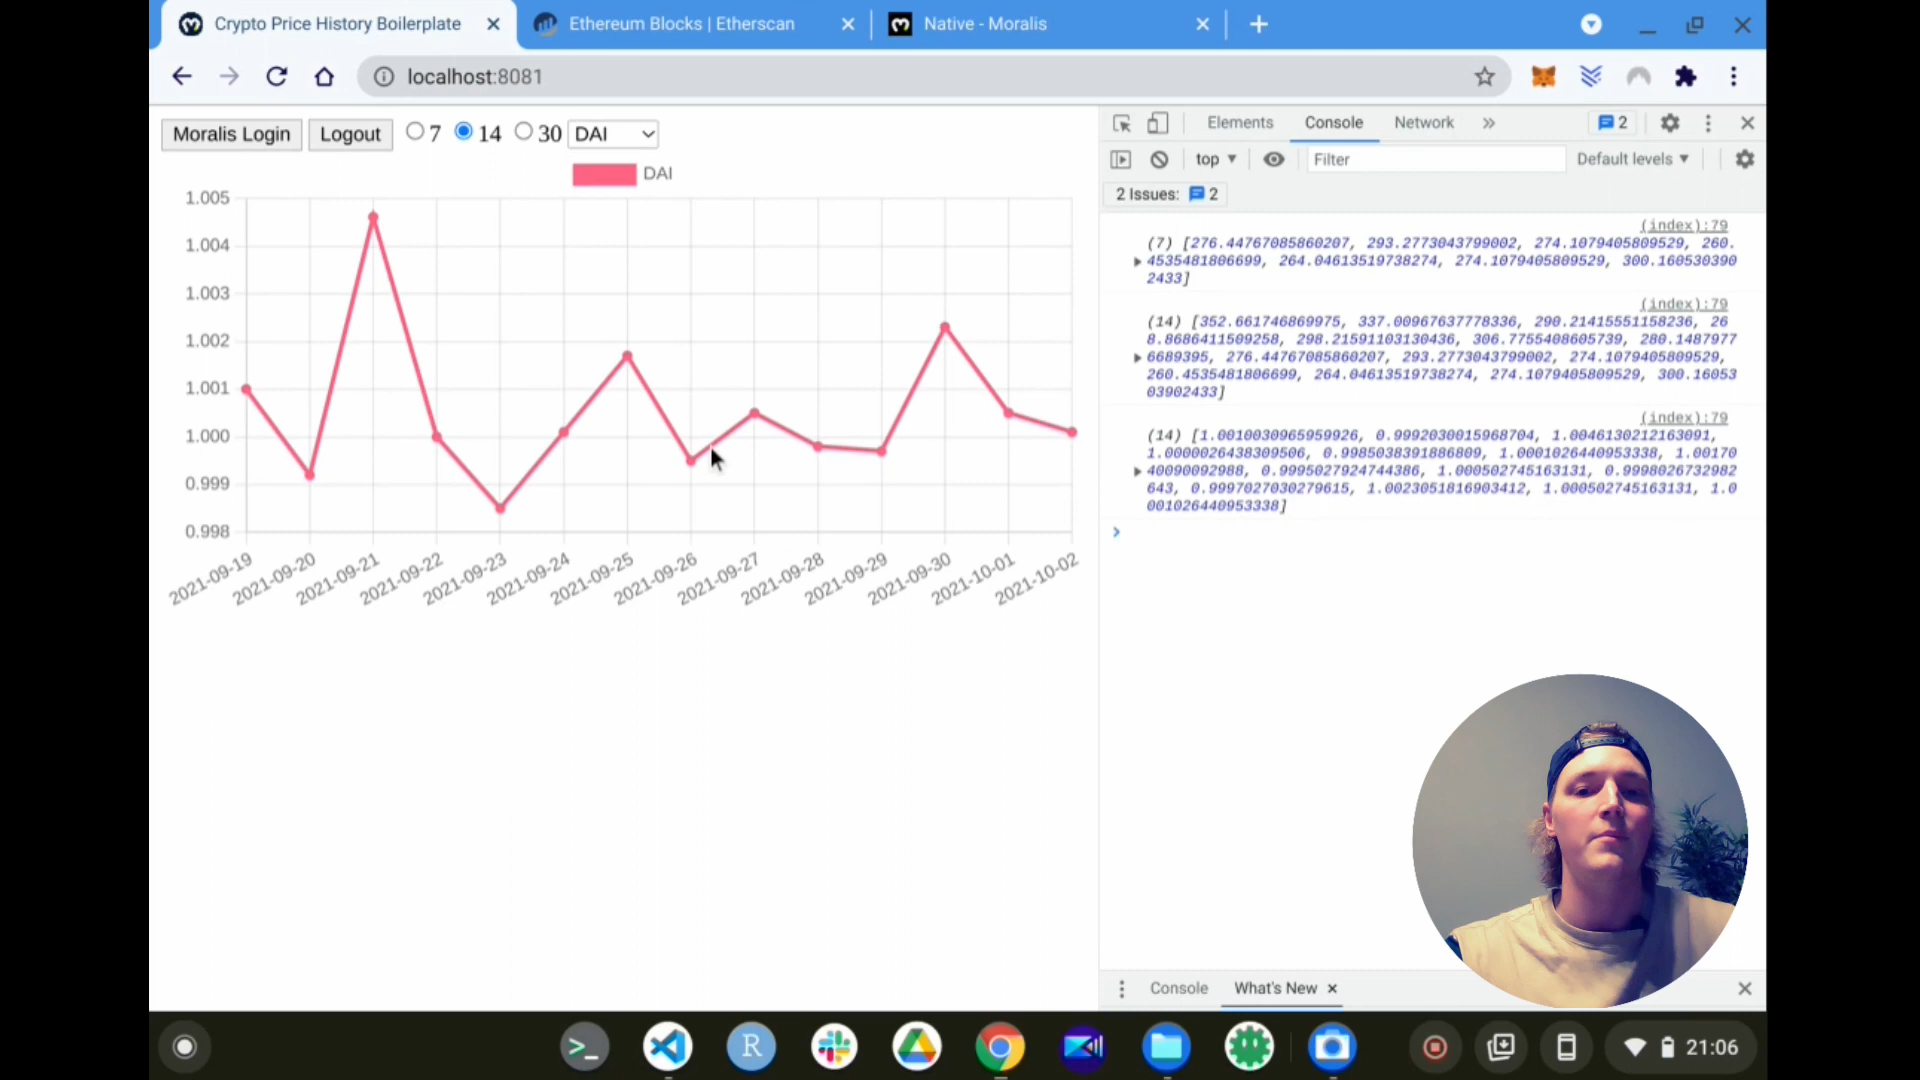 Crypto Price History Boilerplate
Ethereum Blocks | Etherscan
Native - Moralis
localhost:8081
Moralis Login
Logout
7
14
30
DAI
DAI
1.005
1.004
1.003
1.002
1.001
1.000
0.999
0.998
2021-09-19
2021-09-20
2021-09-21
2021-09-22
2021-09-23
2021-09-24
2021-09-25
2021-09-26
2021-09-27
2021-09-28
2021-09-29
2021-09-30
2021-10-01
2021-10-02
Elements
Console
Network
2
top
Filter
Default levels
2 Issues:
2
(index):79
(7) [276.44767085860207, 293.2773043799002, 274.1079405809529, 260.
4535481806699, 264.04613519738274, 274.1079405809529, 300.160530390
2433]
(index):79
(14) [352.661746869975, 337.00967637778336, 290.21415551158236, 26
8.8686411509258, 298.21591103130436, 306.7755408605739, 280.1487977
6689395, 276.44767085860207, 293.2773043799002, 274.1079405809529,
260.4535481806699, 264.04613519738274, 274.1079405809529, 300.16053
03902433]
(index):79
(14) [1.0010030965959926, 0.9992030015968704, 1.0046130212163091,
1.0000026438309506, 0.9985038391886809, 1.0001026440953338, 1.00170
40090092988, 0.9995027924744386, 1.000502745163131, 0.9998026732982
643, 0.9997027030279615, 1.0023051816903412, 1.000502745163131, 1.0
001026440953338]
Console
What's New
R
21:06